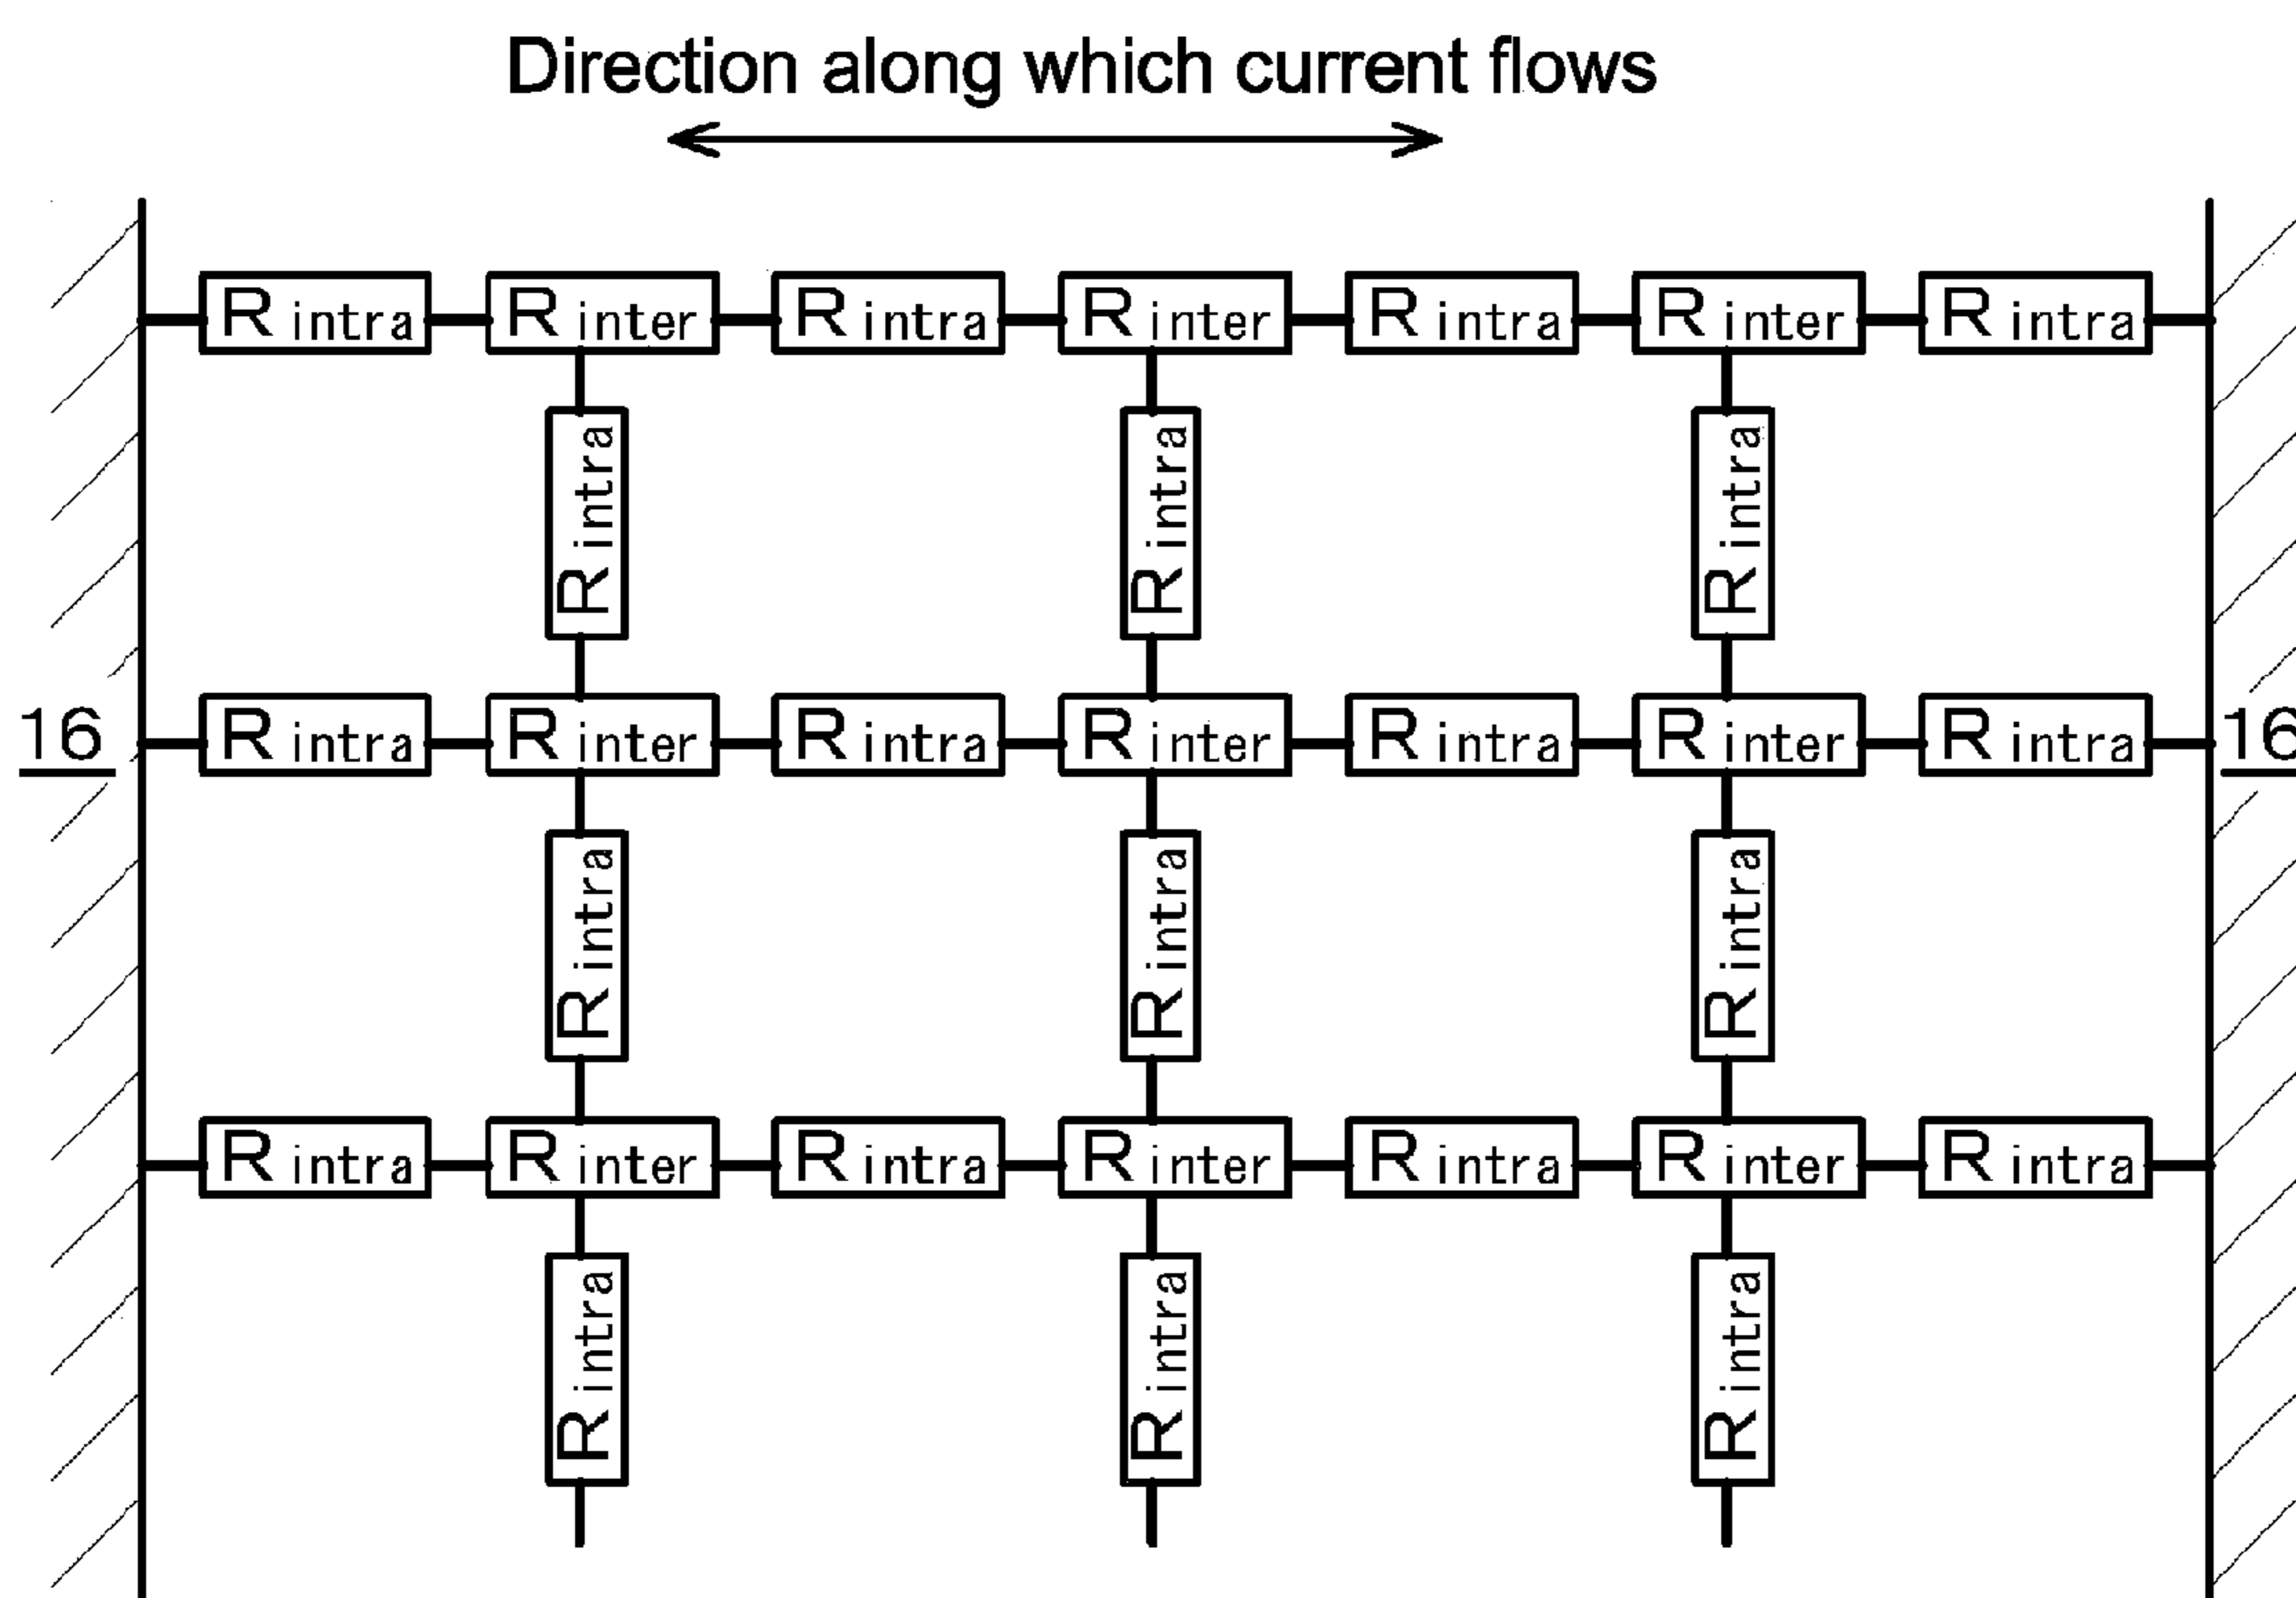 Direction along which current flows
R intra R inter R intra R inter R intra R inter R intra
R intra R intra R intra
16 R intra R inter R intra R inter R intra R inter R intra 16
R intra R intra R intra
R intra R inter R intra R inter R intra R inter R intra
R intra R intra R intra